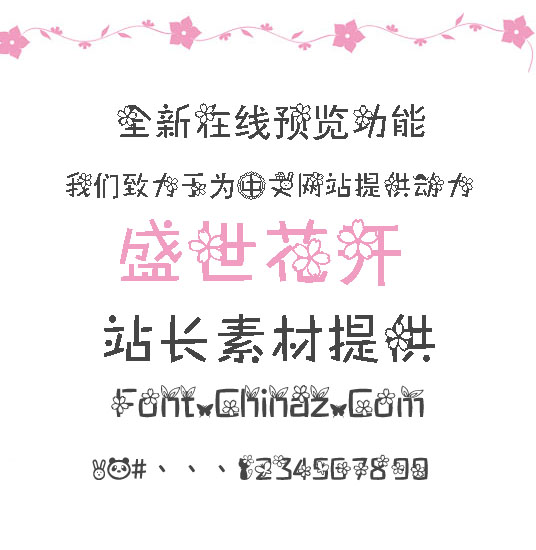 全新在线预览功能
我们致力于为中文网站提供动力
盛世花开
站长素材提供
Font.Chinaz.Com
#、、、1234567890